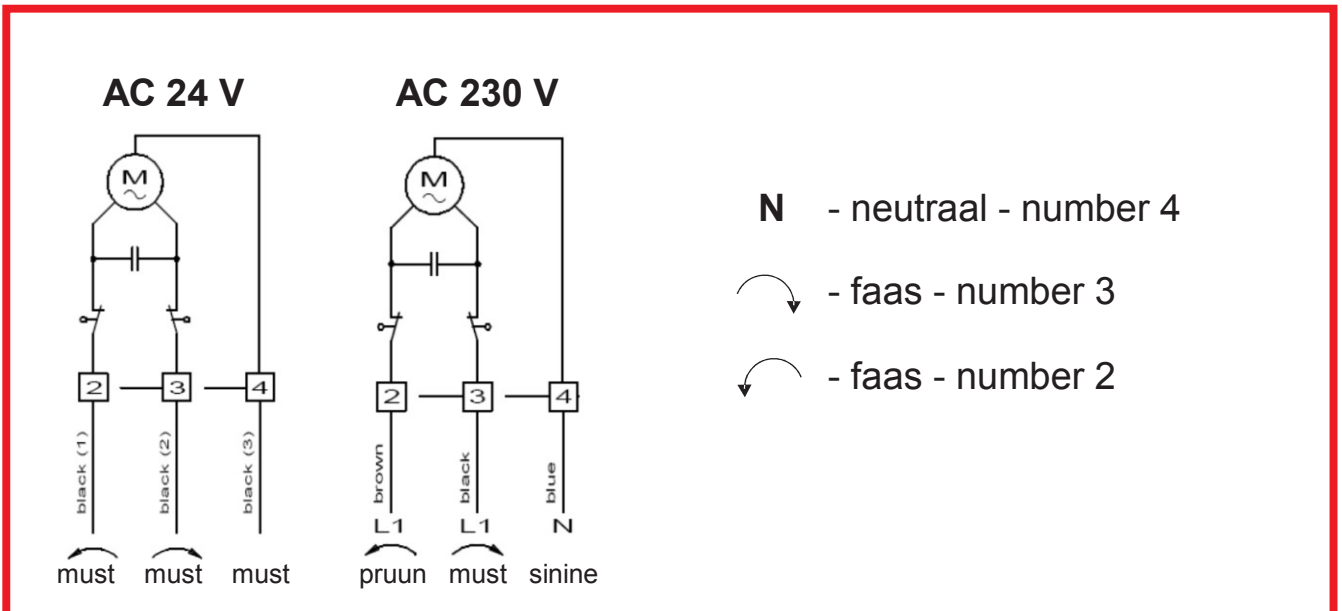 AC 24 V
M
2 3 4
black (1) black (2) black (3)
must must must
AC 230 V
M
2 3 4
brown black blue
L1 L1 N
pruun must sinine
N - neutraal - number 4
- faas - number 3
- faas - number 2